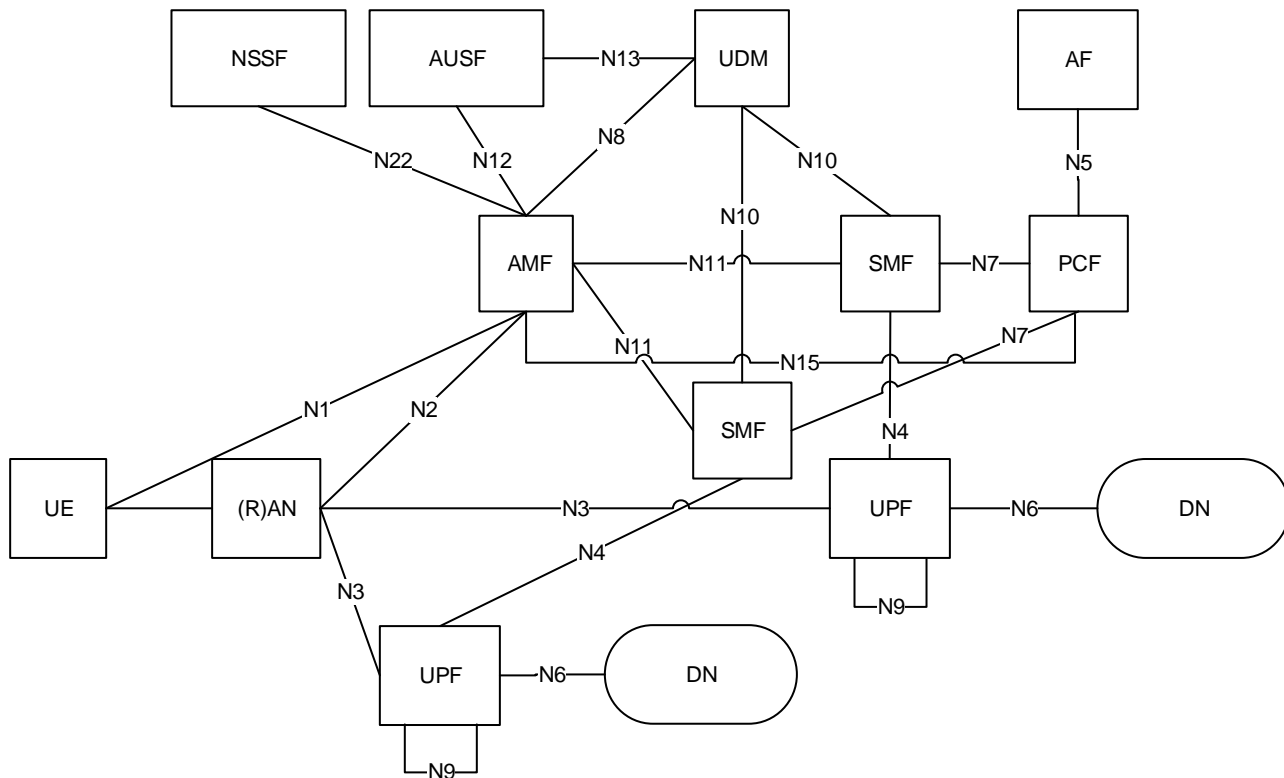 NSSF
AUSF
N13
UDM
AF
N22
N12
N8
N10
N5
N10
AMF
N11
SMF
N7
PCF
N11
N7
N15
N1
N2
SMF
N4
UE
(R)AN
N3
UPF
N6
DN
N4
N3
N9
UPF
N6
DN
N9